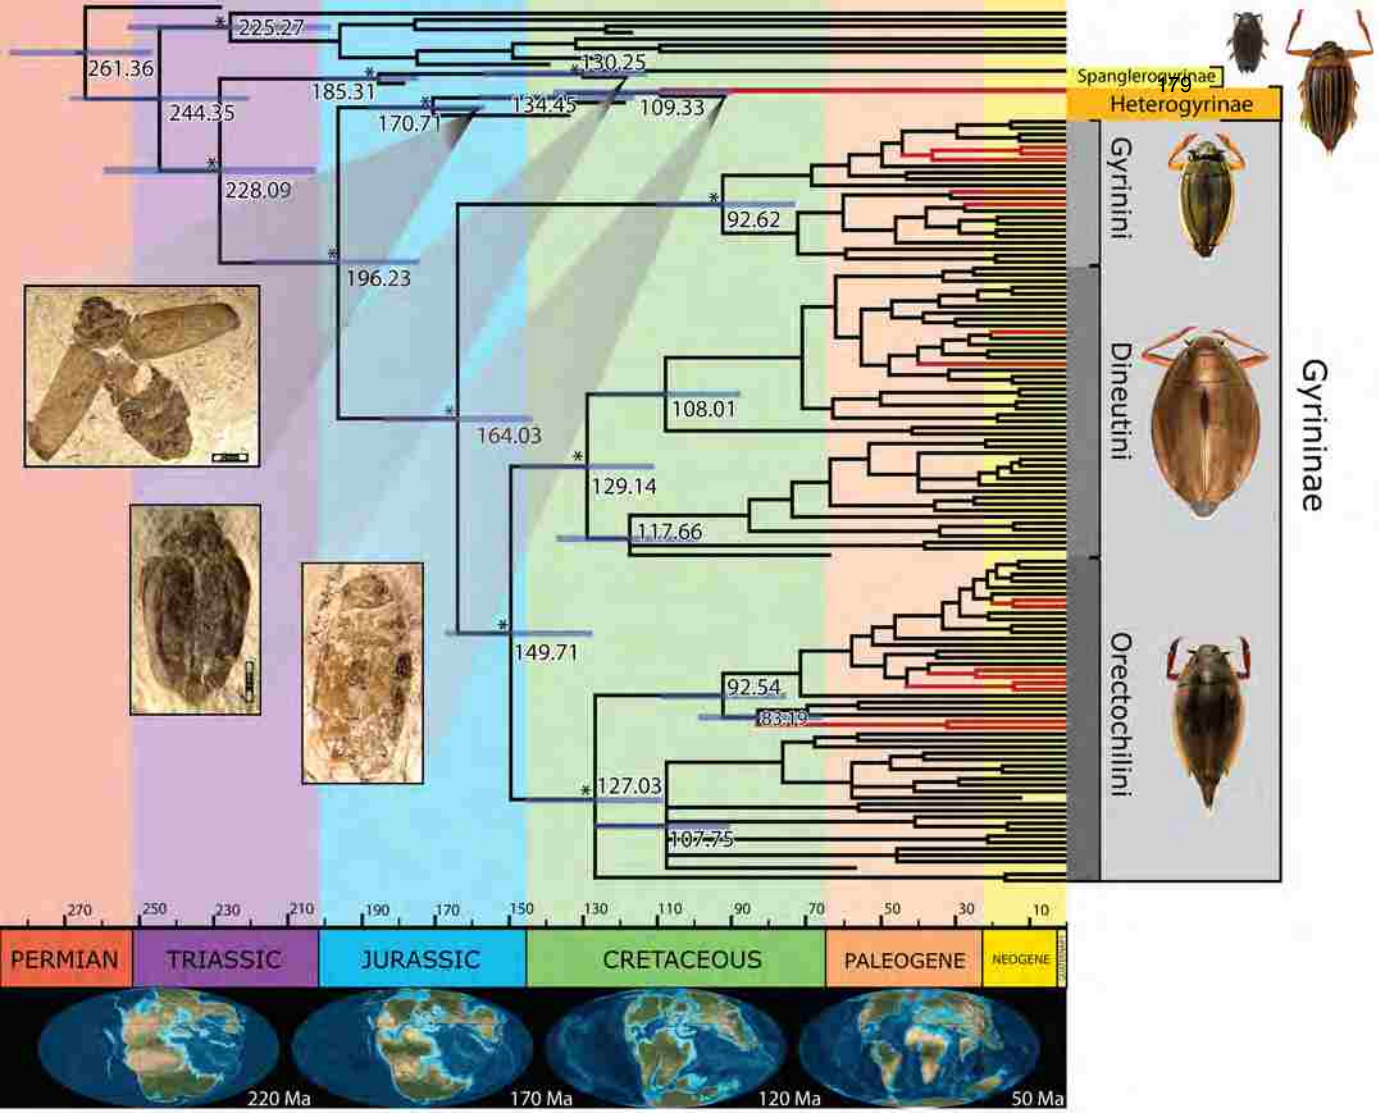 225.27
261.36
130.25
185.31
Spanglerogyrinae
179
Heterogyrinae
134.45
109.33
244.35
170.71
228.09
92.62
196.23
Gyrinini
Dineutini
Gyrininae
108.01
164.03
129.14
117.66
149.71
Orectochilini
92.54
83.19
127.03
107.75
270 250 230 210 190 170 150 130 110 90 70 50 30 10
PERMIAN TRIASSIC JURASSIC CRETACEOUS PALEOGENE NEOGENE
220 Ma 170 Ma 120 Ma 50 Ma